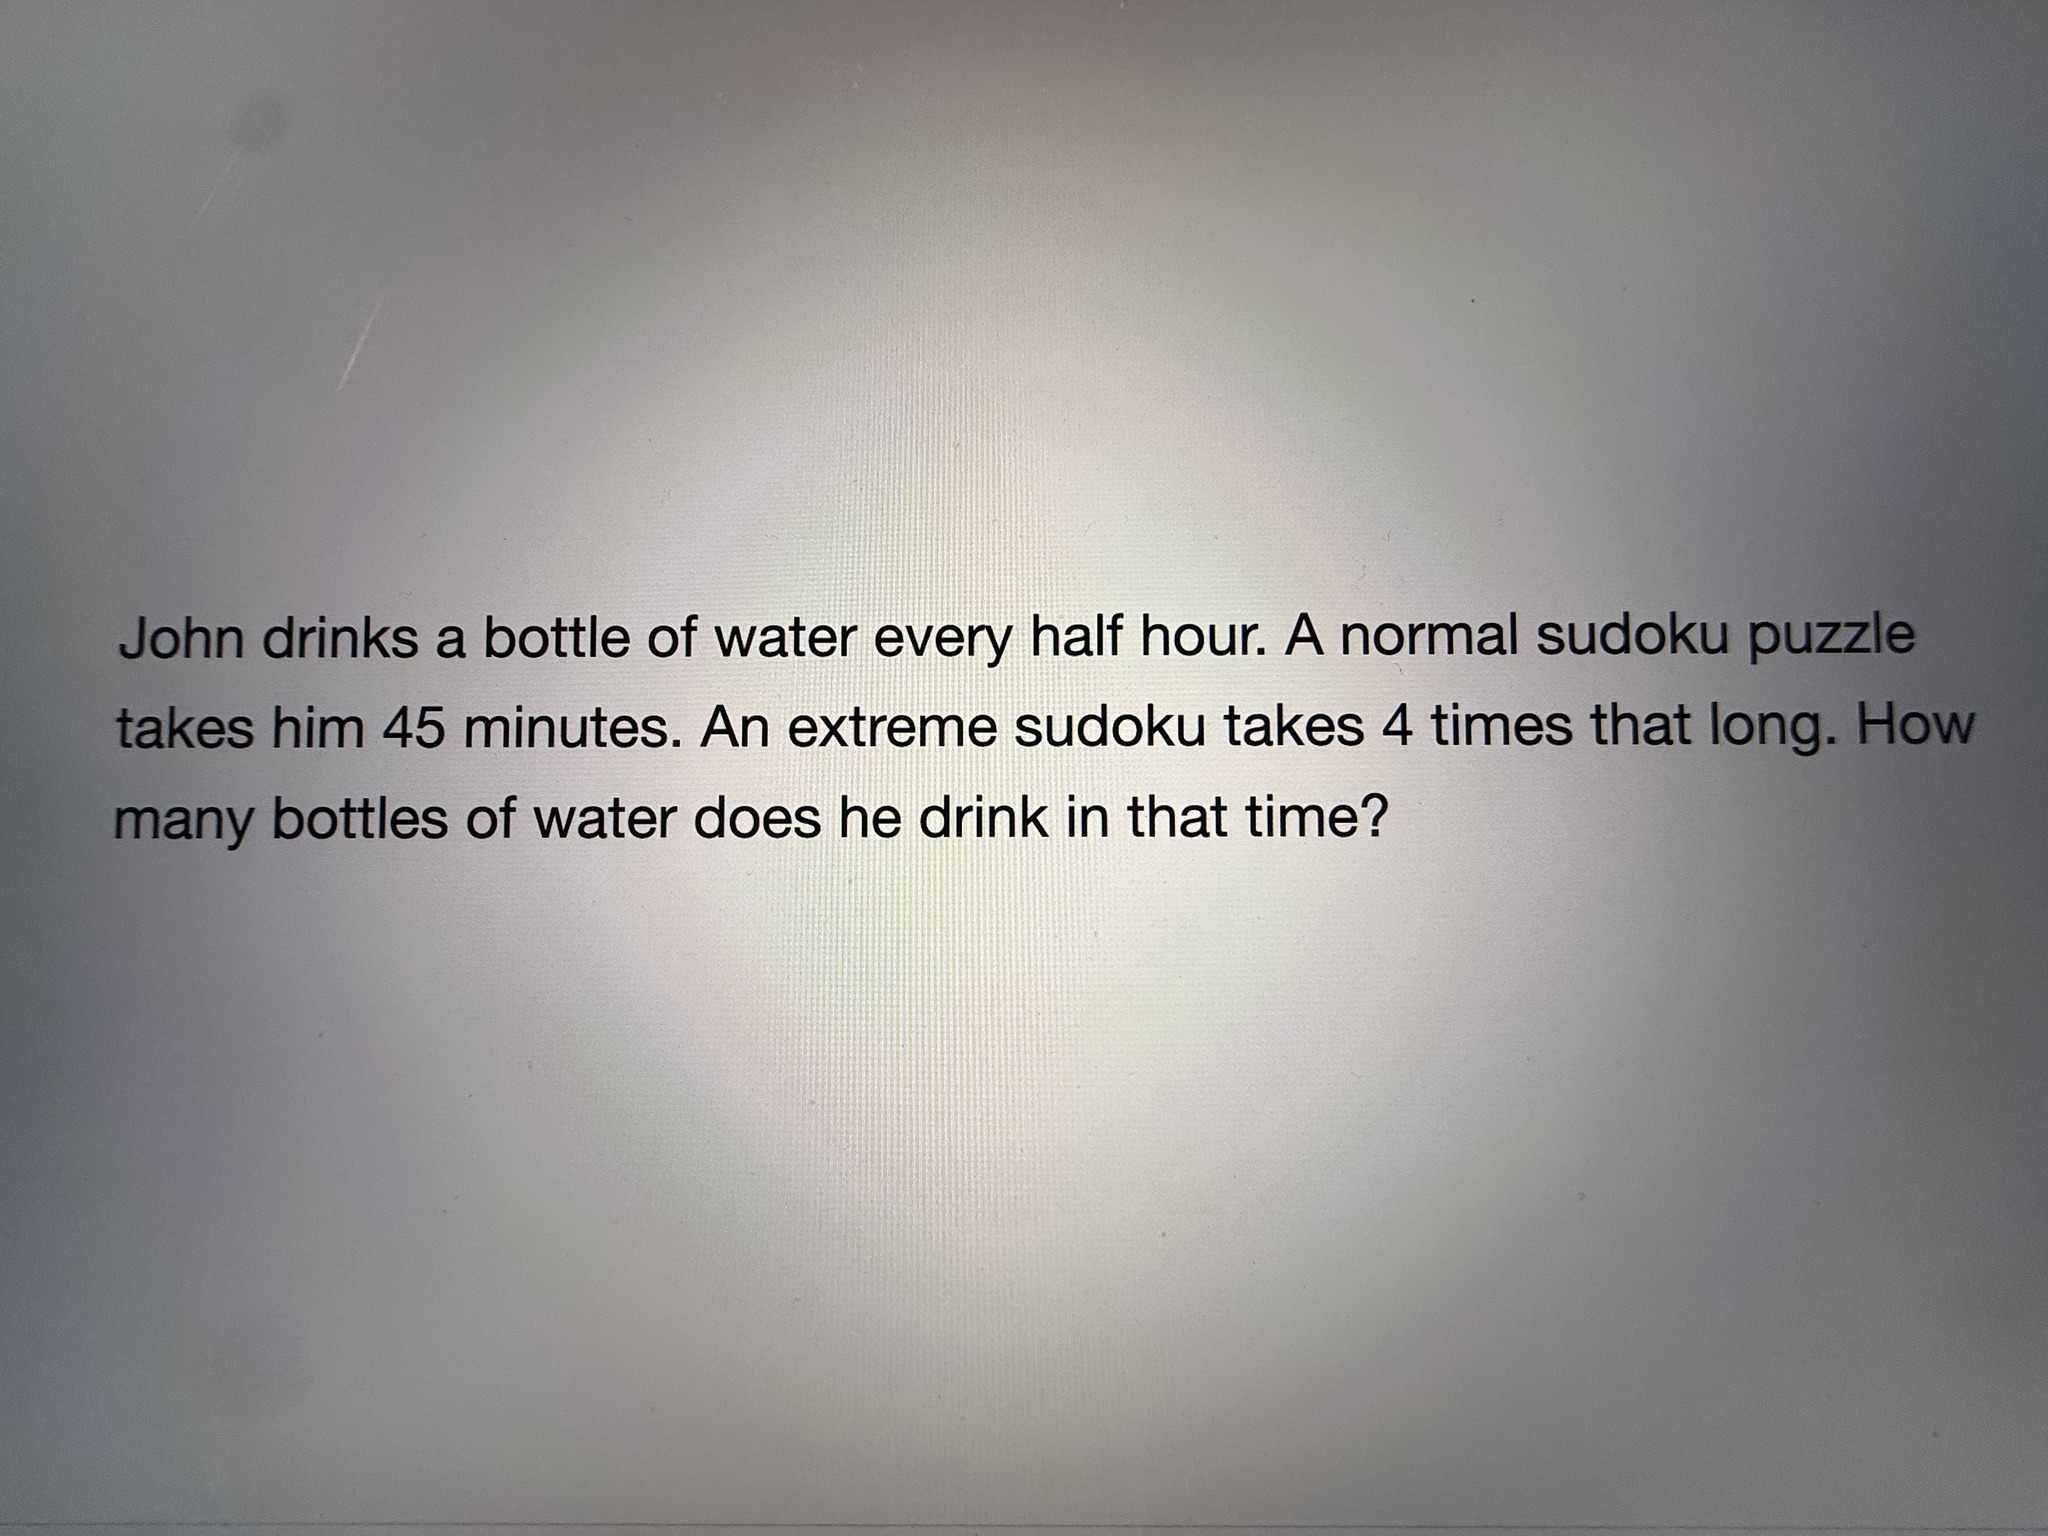 John drinks a bottle of water every half hour. A normal sudoku puzzle
takes him 45 minutes. An extreme sudoku takes 4 times that long. How
many bottles of water does he drink in that time?